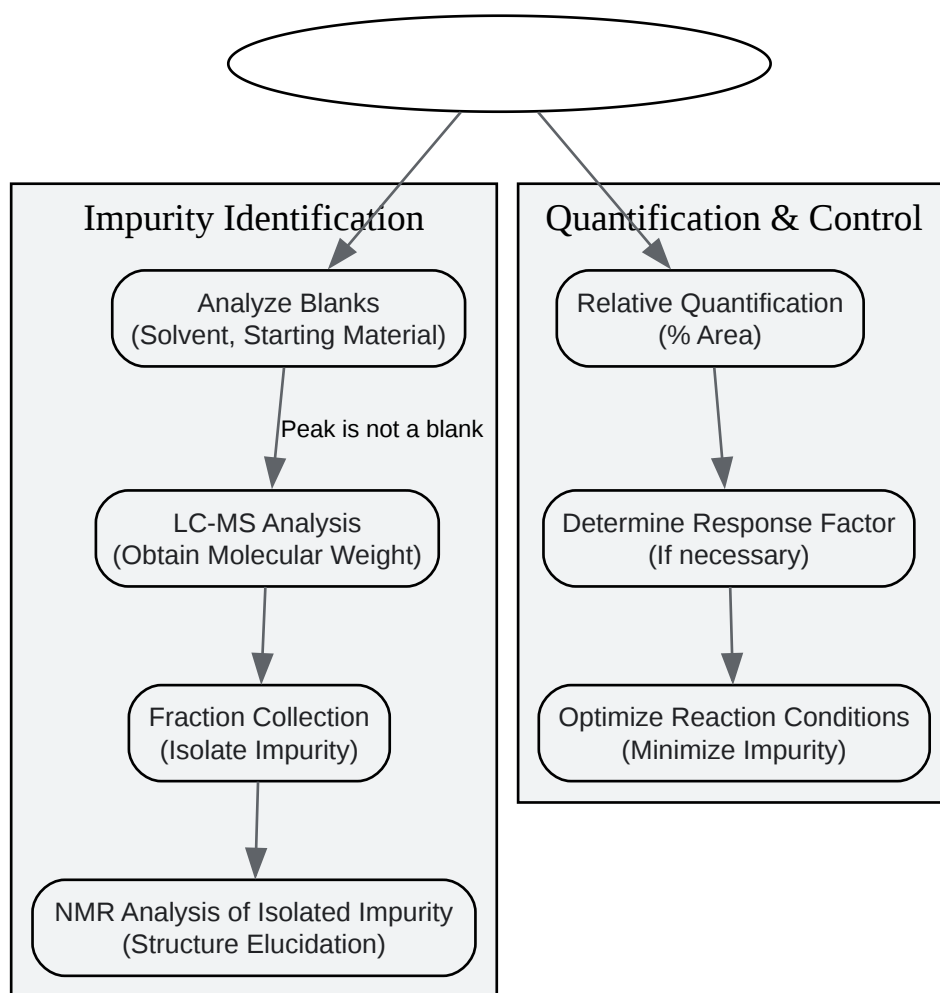 Impurity Identification
Analyze Blanks
(Solvent, Starting Material)
Peak is not a blank
LC-MS Analysis
(Obtain Molecular Weight)
Fraction Collection
(Isolate Impurity)
NMR Analysis of Isolated Impurity
(Structure Elucidation)
Quantification & Control
Relative Quantification
(% Area)
Determine Response Factor
(If necessary)
Optimize Reaction Conditions
(Minimize Impurity)